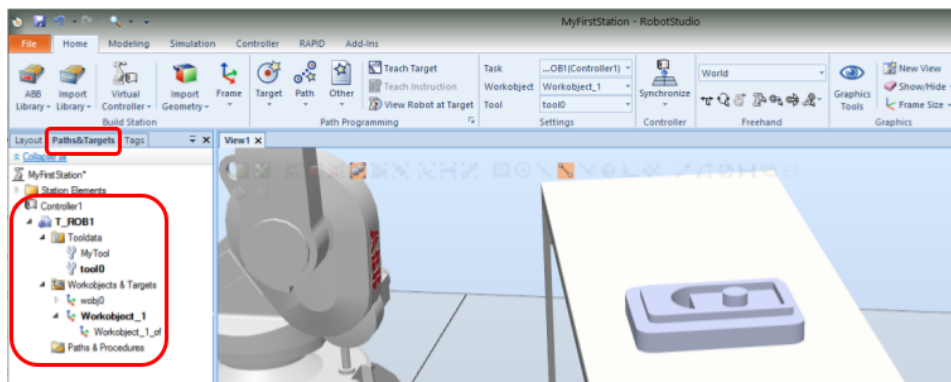 MyFirstStation - RobotStudio
File Home Modeling Simulation Controller RAPID Add-Ins
ABB Library
Import Library
Virtual Controller
Import Geometry
Frame
Build Station
Target
Path
Other
Teach Target
Teach Instruction
View Robot at Target
Path Programming
Task ...OB1(Controller1)
Workobject Workobject_1
Tool tool0
Settings
Synchronize
Controller
World
Freehand
Graphics Tools
New View
Show/Hide
Frame Size
Graphics
Layout Paths&Targets Tags
View1
Collapse all
MyFirstStation*
Station Elements
Controller1
T_ROB1
Tooldata
MyTool
tool0
Workobjects & Targets
wobj0
Workobject_1
Workobject_1_of
Paths & Procedures
ABB